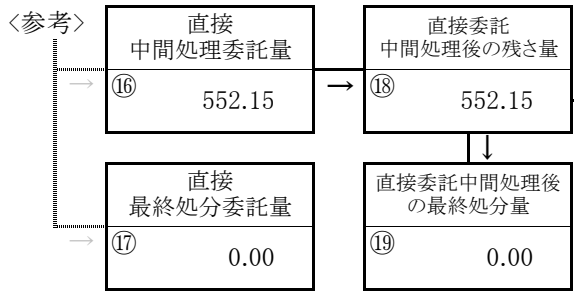 〈参考〉
直接
中間処理委託量
⑯
552.15
→
→
直接委託
中間処理後の残さ量
⑱
552.15
↓
直接
最終処分委託量
→
⑰
0.00
直接委託中間処理後
の最終処分量
⑲
0.00